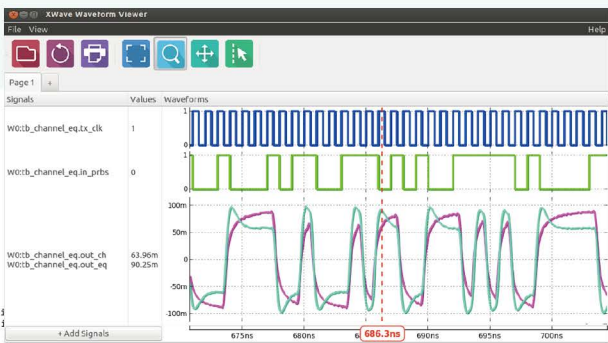 XWave Waveform Viewer
File View Help
Page 1 +
Signals Values Waveforms
1
W0:tb_channel_eq.tx_clk 1
0
1
W0:tb_channel_eq.in_prbs 0
0
100m
50m
W0:tb_channel_eq.out_ch 63.96m 0
W0:tb_channel_eq.out_eq 90.25m
-50m
-100m
+ Add Signals 675ns 680ns 686.3ns 690ns 695ns 700ns